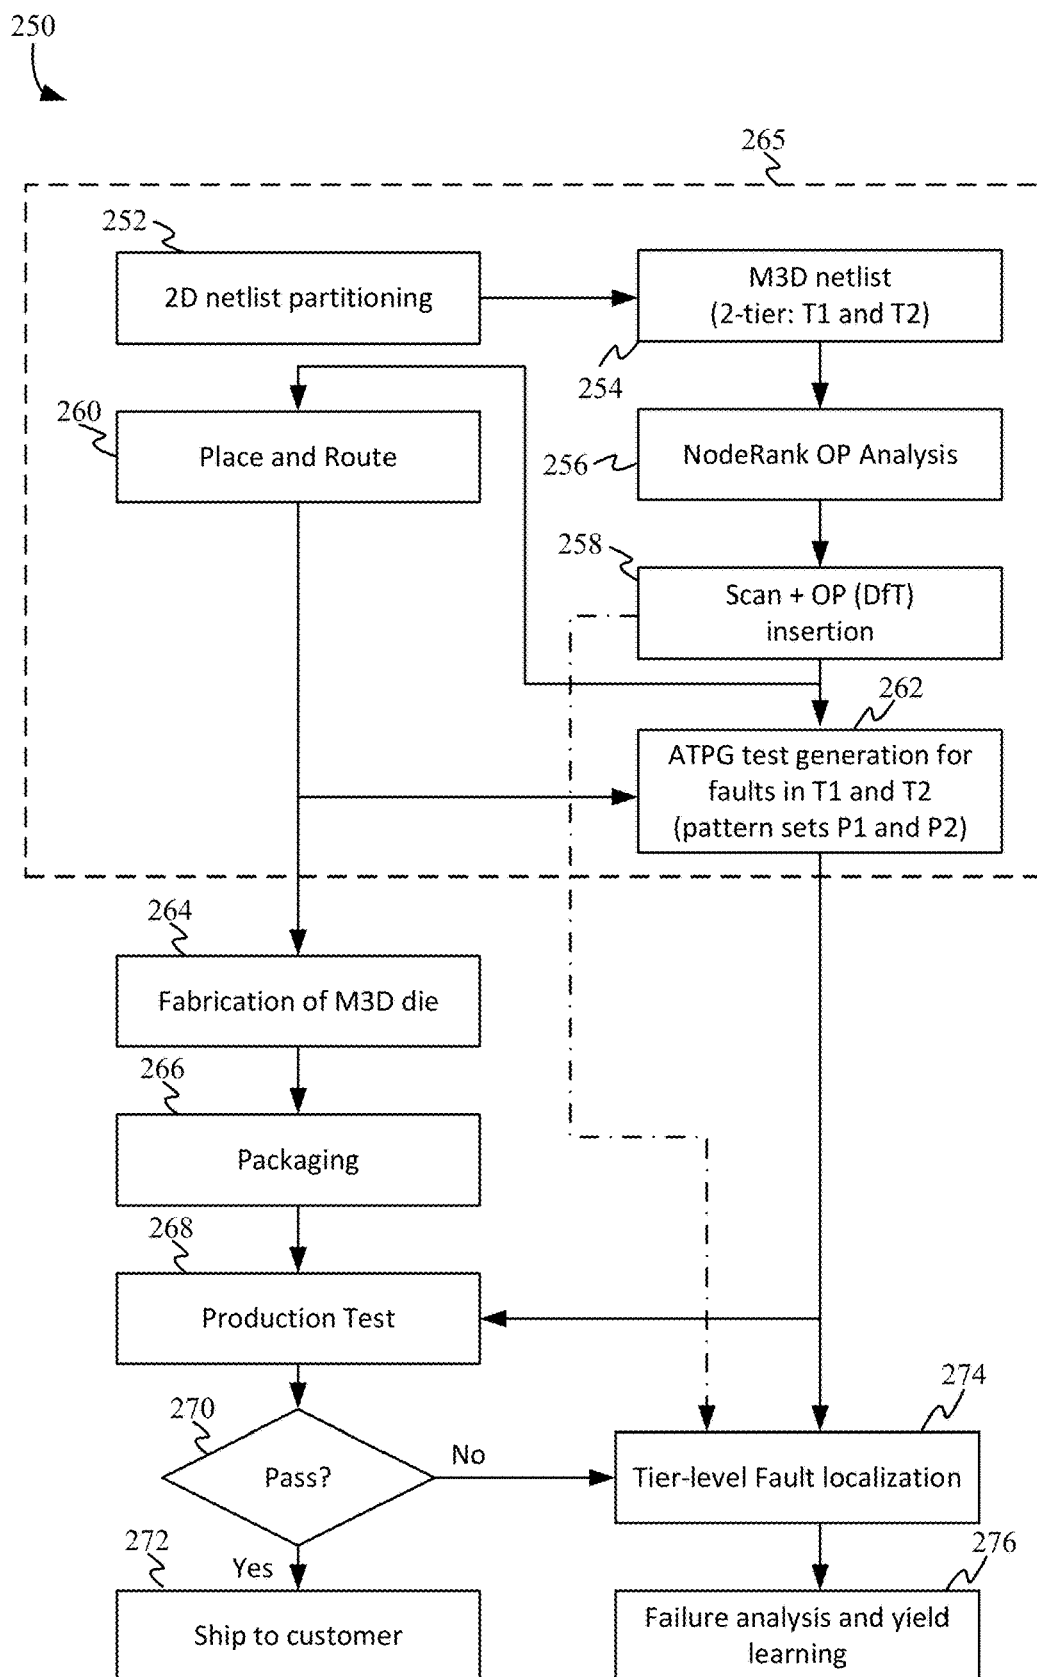 250
265
252
2D netlist partitioning
M3D netlist
(2-tier: T1 and T2)
254
260
Place and Route
256
NodeRank OP Analysis
258
Scan + OP (DfT)
insertion
262
ATPG test generation for
faults in T1 and T2
(pattern sets P1 and P2)
264
Fabrication of M3D die
266
Packaging
268
Production Test
270
Pass?
No
274
Tier-level Fault localization
272
Yes
Ship to customer
276
Failure analysis and yield
learning